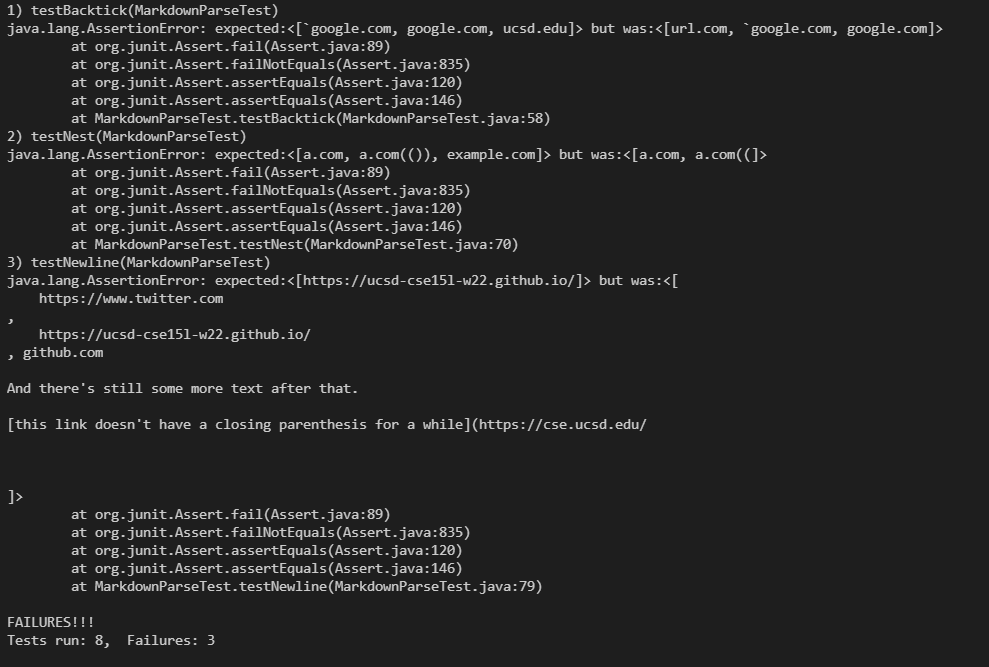 1) testBacktick(MarkdownParseTest)
java.lang.AssertionError: expected:<[`google.com, google.com, ucsd.edu]> but was:<[url.com, `google.com, google.com]>
        at org.junit.Assert.fail(Assert.java:89)
        at org.junit.Assert.failNotEquals(Assert.java:835)
        at org.junit.Assert.assertEquals(Assert.java:120)
        at org.junit.Assert.assertEquals(Assert.java:146)
        at MarkdownParseTest.testBacktick(MarkdownParseTest.java:58)
2) testNest(MarkdownParseTest)
java.lang.AssertionError: expected:<[a.com, a.com(()), example.com]> but was:<[a.com, a.com((]>
        at org.junit.Assert.fail(Assert.java:89)
        at org.junit.Assert.failNotEquals(Assert.java:835)
        at org.junit.Assert.assertEquals(Assert.java:120)
        at org.junit.Assert.assertEquals(Assert.java:146)
        at MarkdownParseTest.testNest(MarkdownParseTest.java:70)
3) testNewline(MarkdownParseTest)
java.lang.AssertionError: expected:<[https://ucsd-cse15l-w22.github.io/]> but was:<[
    https://www.twitter.com
,
    https://ucsd-cse15l-w22.github.io/
, github.com

And there's still some more text after that.

[this link doesn't have a closing parenthesis for a while](https://cse.ucsd.edu/



]>
        at org.junit.Assert.fail(Assert.java:89)
        at org.junit.Assert.failNotEquals(Assert.java:835)
        at org.junit.Assert.assertEquals(Assert.java:120)
        at org.junit.Assert.assertEquals(Assert.java:146)
        at MarkdownParseTest.testNewline(MarkdownParseTest.java:79)

FAILURES!!!
Tests run: 8,  Failures: 3